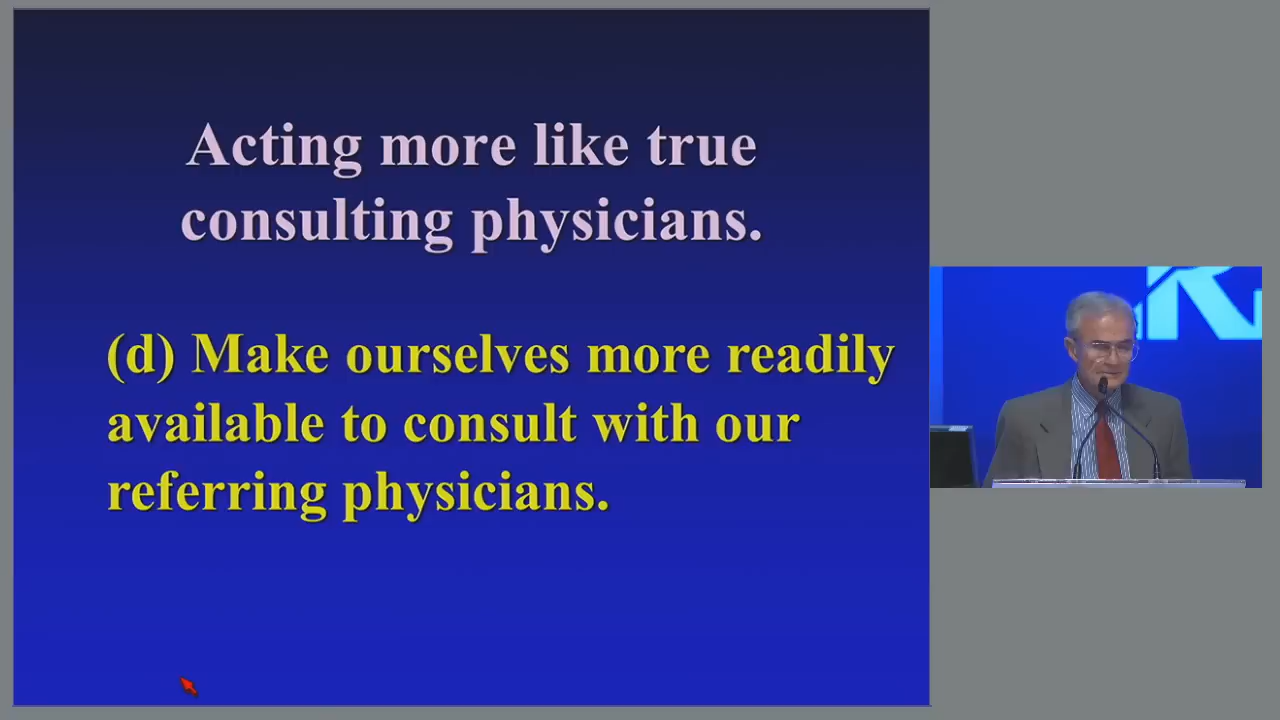 Acting more like true
consulting physicians.
(d) Make ourselves more readily
available to consult with our
referring physicians.